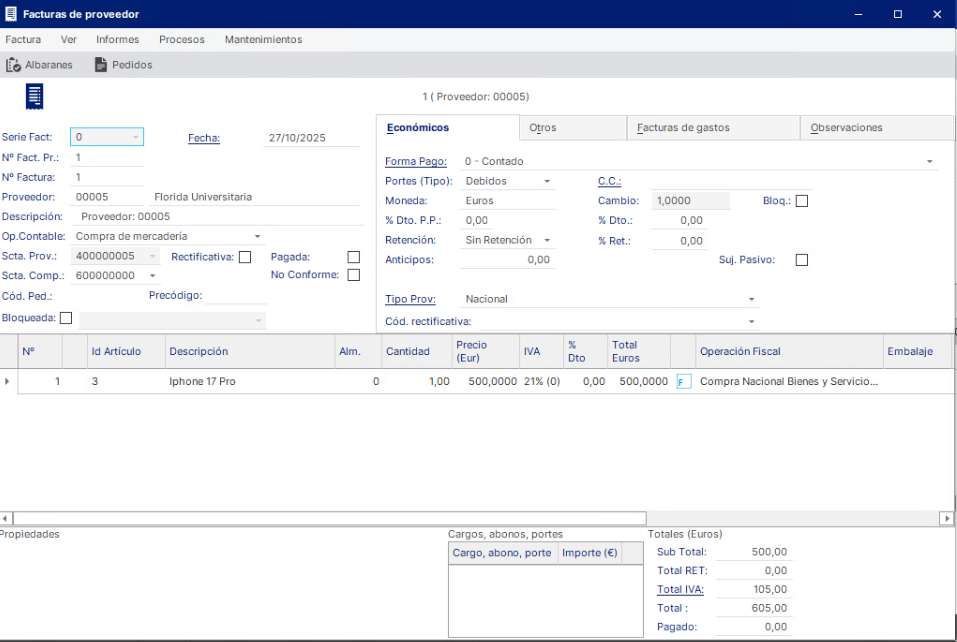 Facturas de proveedor
Factura Ver Informes Procesos Mantenimientos
Albaranes Pedidos
1 ( Proveedor: 00005)
Serie Fact: 0 Fecha: 27/10/2025
Nº Fact. Pr.: 1
Nº Factura: 1
Proveedor: 00005 Florida Universitaria
Descripción: Proveedor: 00005
Op.Contable: Compra de mercadería
Scta. Prov.: 400000005 Rectificativa: Pagada:
Scta. Comp.: 600000000 No Conforme:
Cód. Ped.: Precódigo:
Bloqueada:
Económicos Otros Facturas de gastos Observaciones
Forma Pago: 0 - Contado
Portes (Tipo): Debidos C.C.:
Moneda: Euros Cambio: 1,0000 Bloq.:
% Dto. P.P.: 0,00 % Dto.: 0,00
Retención: Sin Retención % Ret.: 0,00
Anticipos: 0,00 Suj. Pasivo:
Tipo Prov: Nacional
Cód. rectificativa:
Nº Id Artículo Descripción Alm. Cantidad Precio (Eur) IVA % Dto Total Euros Operación Fiscal Embalaje
1 3 Iphone 17 Pro 0 1,00 500,0000 21% (0) 0,00 500,0000 F Compra Nacional Bienes y Servicio...
Propiedades
Cargos, abonos, portes
Cargo, abono, porte Importe (€)
Totales (Euros)
Sub Total: 500,00
Total RET: 0,00
Total IVA: 105,00
Total : 605,00
Pagado: 0,00